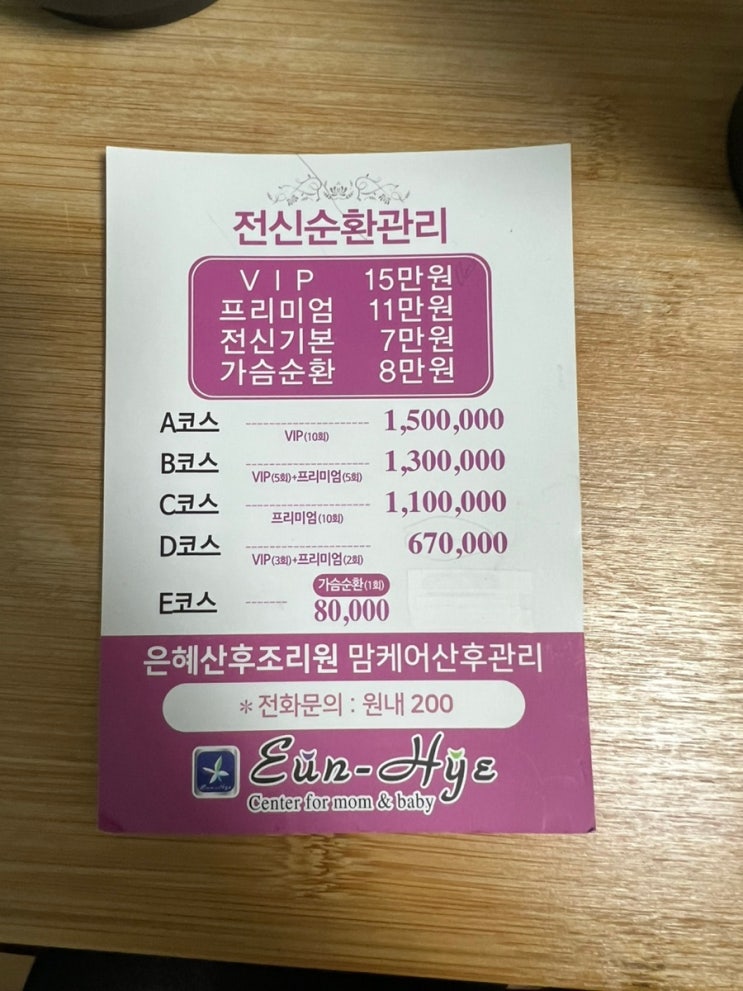 전신순환관리
VIP 15만원
프리미엄 11만원
전신기본 7만원
가슴순환 8만원
A코스 1,500,000
VIP(10회)
B코스 1,300,000
VIP(5회)+프리미엄(5회)
C코스 1,100,000
프리미엄(10회)
D코스 670,000
VIP(3회)+프리미엄(2회)
가슴순환(1회)
E코스 80,000
은혜산후조리원 맘케어산후관리
*전화문의 : 원내 200
Eun-Hye
Eun-Hye
Center for mom & baby